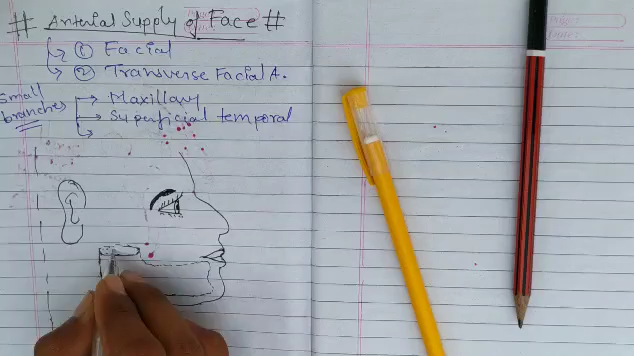 # Arterial Supply of Face #
① Facial
② Transverse Facial A.
Small branches → Maxillary
→ Superficial temporal